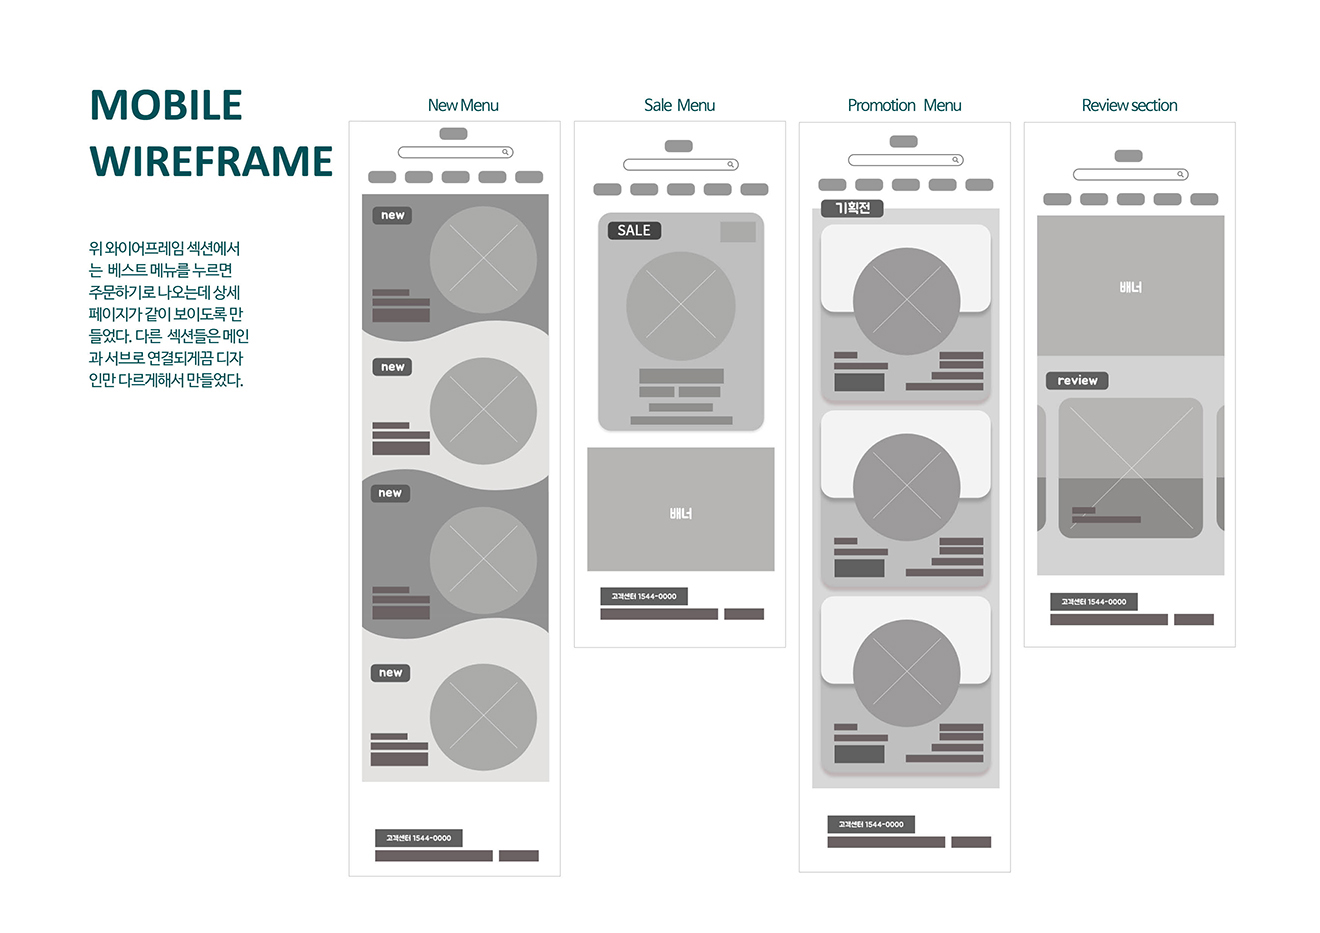 MOBILE
WIREFRAME
위 와이어프레임 섹션에서
는 베스트 메뉴를 누르면
주문하기로 나오는데 상세
페이지가 같이 보이도록 만
들었다. 다른 섹션들은 메인
과 서브로 연결되게끔 디자
인만 다르게해서 만들었다.
New Menu
new
new
new
new
고객센터 1544-0000
Sale Menu
SALE
배너
고객센터 1544-0000
Promotion Menu
기획전
고객센터 1544-0000
Review section
배너
review
고객센터 1544-0000